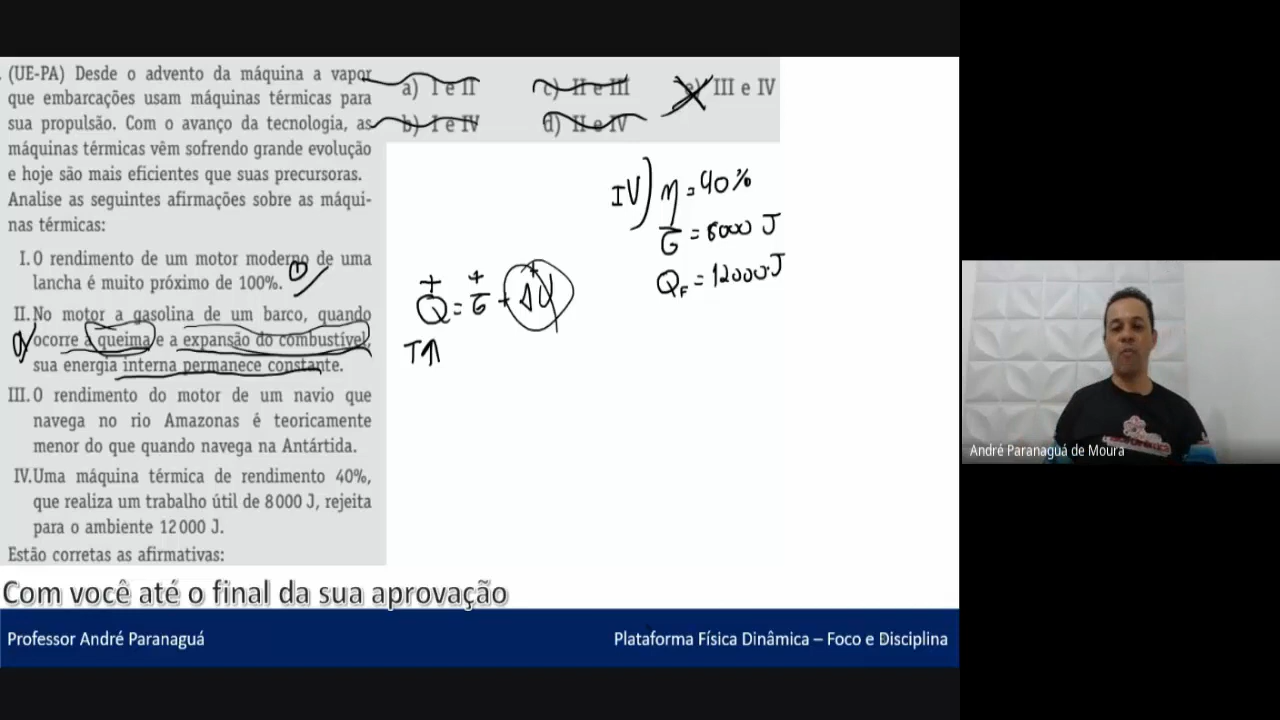 (UE-PA) Desde o advento da máquina a vapor
que embarcações usam máquinas térmicas para
sua propulsão. Com o avanço da tecnologia, as
máquinas térmicas vêm sofrendo grande evolução
e hoje são mais eficientes que suas precursoras.
Analise as seguintes afirmações sobre as máqui-
nas térmicas:
I. O rendimento de um motor moderno de uma
lancha é muito próximo de 100%.
II. No motor a gasolina de um barco, quando
ocorre a queima e a expansão do combustível,
sua energia interna permanece constante.
III. O rendimento do motor de um navio que
navega no rio Amazonas é teoricamente
menor do que quando navega na Antártida.
IV. Uma máquina térmica de rendimento 40%,
que realiza um trabalho útil de 8 000 J, rejeita
para o ambiente 12 000 J.
Estão corretas as afirmativas:
a) I e II
b) I e IV
c) II e III
d) II e IV
e) III e IV
Q = τ + ΔU
T↑
IV) η = 40%
τ = 8000 J
QF = 12000 J
Com você até o final da sua aprovação
Professor André Paranaguá
Plataforma Física Dinâmica – Foco e Disciplina
André Paranaguá de Moura